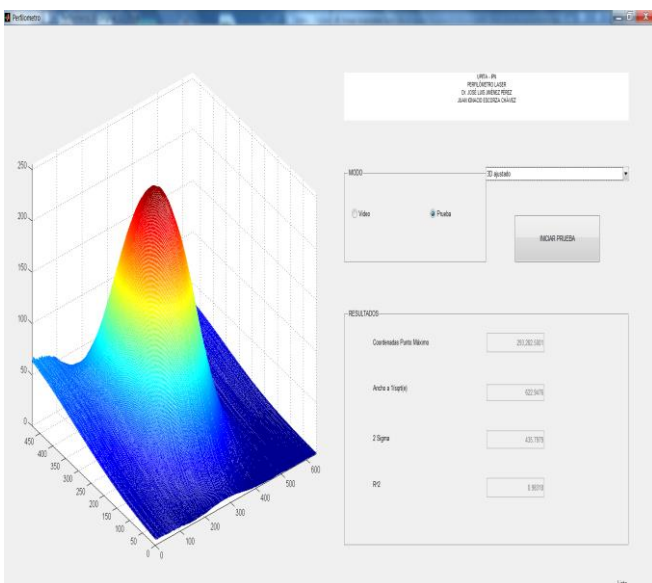 Perfilometro
UPIITA - IPN
PERFILÓMETRO LASER
Dr. JOSÉ LUIS JIMÉNEZ PÉREZ
JUAN IGNACIO ESCORZA CHÁVEZ
MODO
3D ajustado
Video
Prueba
INICIAR PRUEBA
RESULTADOS
Coordenadas Punto Máximo
Ancho a 1/sqrt(e)
2 Sigma
R^2
250
200
150
100
50
0
450
400
350
300
250
200
150
100
50
0
0
100
200
300
400
500
600